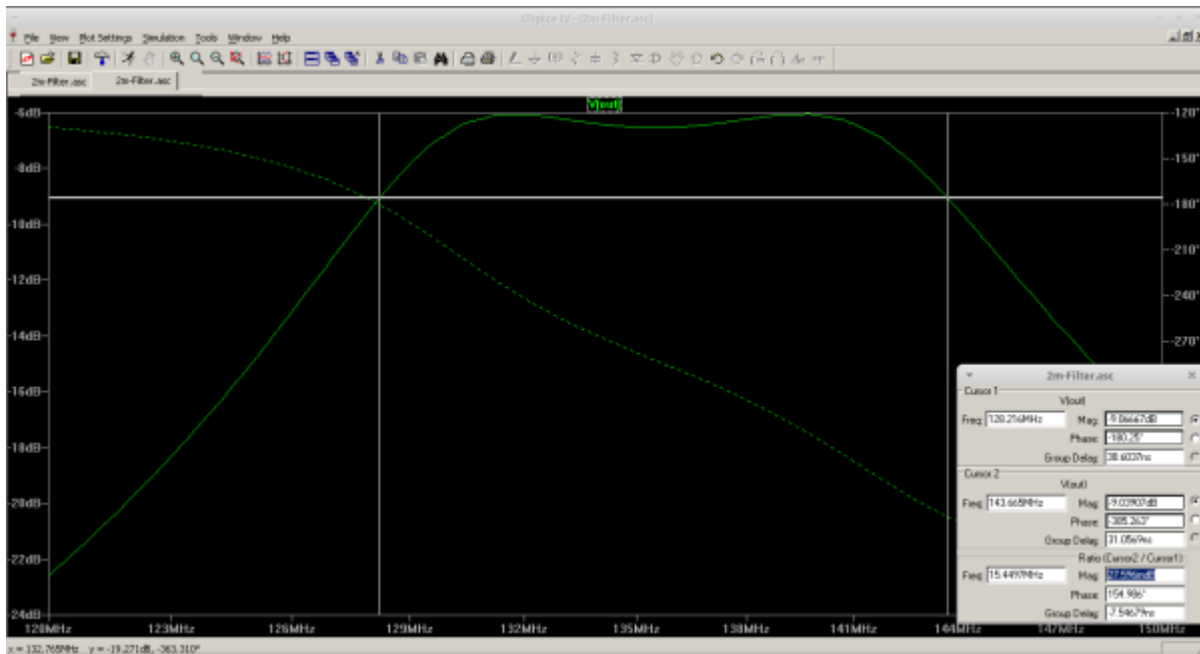 LTspice IV - [2m-Filter.asc]
File View Plot Settings Simulation Tools Window Help
2m-Filter.asc 2m-Filter.asc
V(out)
-6dB -120°
-8dB -150°
-180°
-10dB -210°
-12dB -240°
-14dB -270°
-16dB
-18dB
-20dB
-22dB
-24dB
120MHz 123MHz 126MHz 129MHz 132MHz 135MHz 138MHz 141MHz 144MHz 147MHz 150MHz
2m-Filter.asc
Cursor 1
V(out)
Freq: 128.216MHz Mag: -9.06667dB
Phase: -180.25°
Group Delay: 38.6037ns
Cursor 2
V(out)
Freq: 143.665MHz Mag: -9.03907dB
Phase:
Group Delay: 31.0569ns
Ratio (Cursor2 / Cursor1)
Freq: 15.4497MHz Mag:
Phase:
Group Delay: -7.54679ns
x = 132.765MHz y = -19.271dB, -363.310°